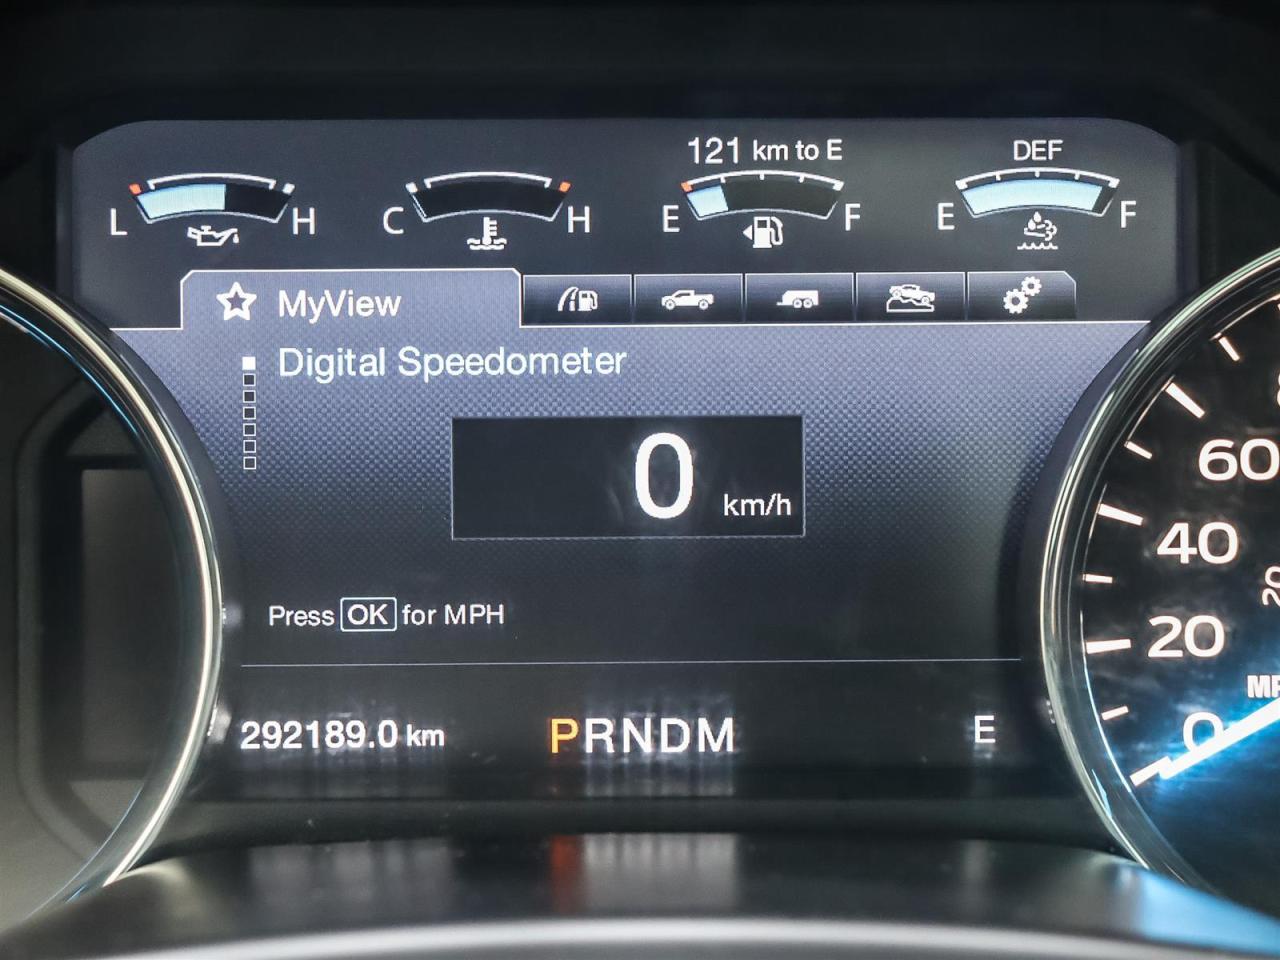 121 km to E
DEF
L H
C H
E F
E F
MyView
Digital Speedometer
0 km/h
Press OK for MPH
292189.0 km
PRNDM
E
60
40
20
0